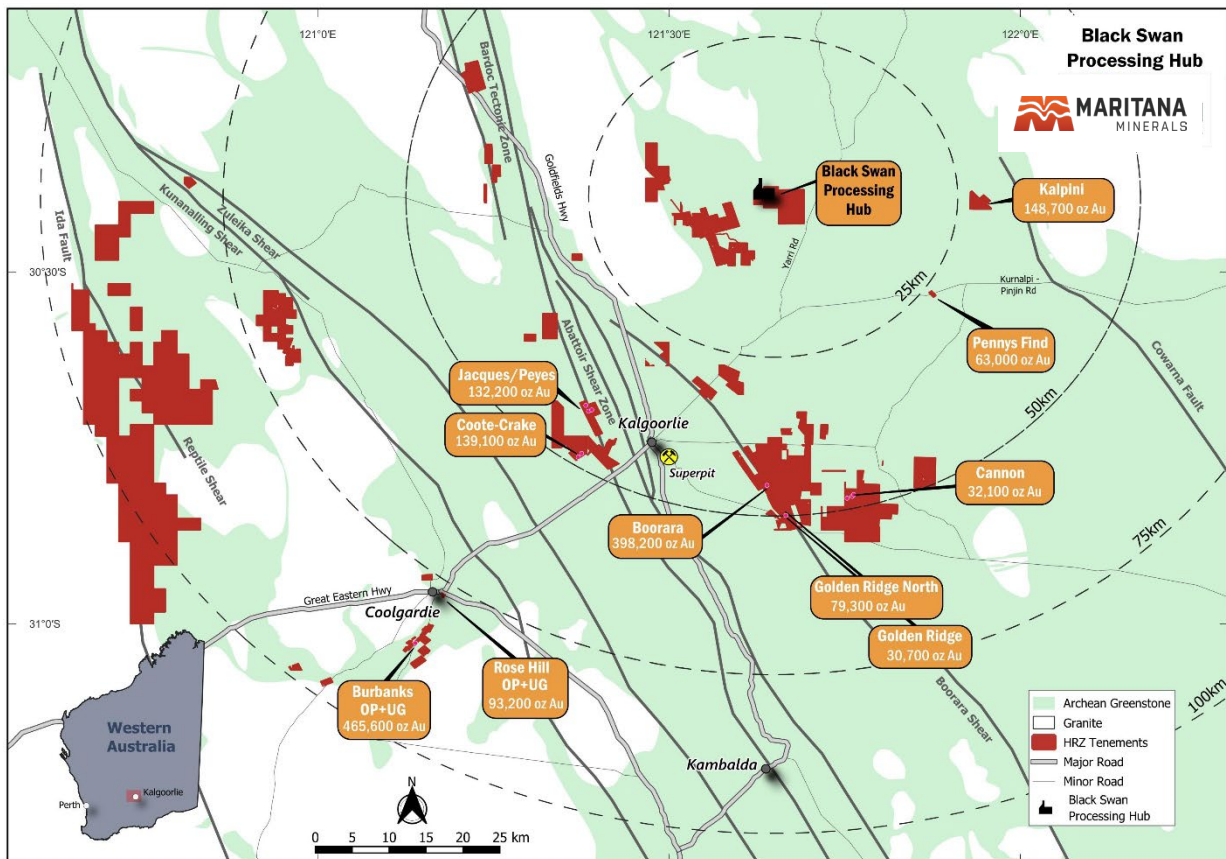 121°0'E
121°30'E
122°0'E
Black Swan
Processing Hub
MARITANA
MINERALS
Bardoc Tectonic Zone
Goldfields Hwy
Black Swan
Processing
Hub
Kalpini
148,700 oz Au
Ida Fault
Kunanalling Shear
Zuleika Shear
Yarri Rd
30°30'S
25km
Kurnalpi -
Pinjin Rd
Pennys Find
63,000 oz Au
Abattoir Shear Zone
Cowarna Fault
Jacques/Peyes
132,200 oz Au
50km
Coote-Crake
139,100 oz Au
Kalgoorlie
Superpit
Reptile Shear
Cannon
32,100 oz Au
Boorara
398,200 oz Au
75km
Golden Ridge North
79,300 oz Au
Great Eastern Hwy
Coolgardie
31°0'S
Golden Ridge
30,700 oz Au
Rose Hill
OP+UG
93,200 oz Au
Burbanks
OP+UG
465,600 oz Au
Boorara Shear
100km
Western
Australia
Perth
Kalgoorlie
Kambalda
N
0 5 10 15 20 25 km
Archean Greenstone
Granite
HRZ Tenements
Major Road
Minor Road
Black Swan
Processing Hub